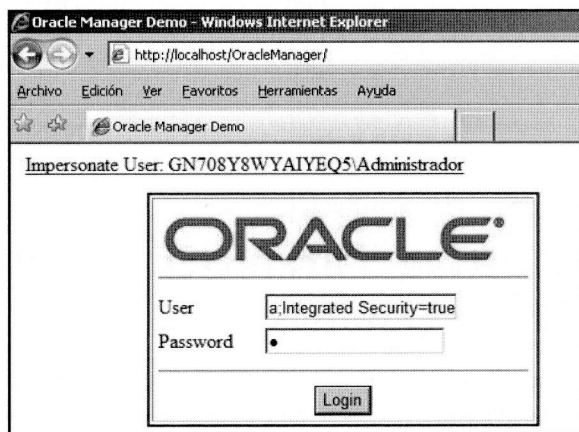 Oracle Manager Demo - Windows Internet Explorer
http://localhost/OracleManager/
Archivo Edición Ver Favoritos Herramientas Ayuda
Oracle Manager Demo
Impersonate User: GN708Y8WYAIYEQ5\Administrador
ORACLE®
User a;Integrated Security=true
Password •
Login